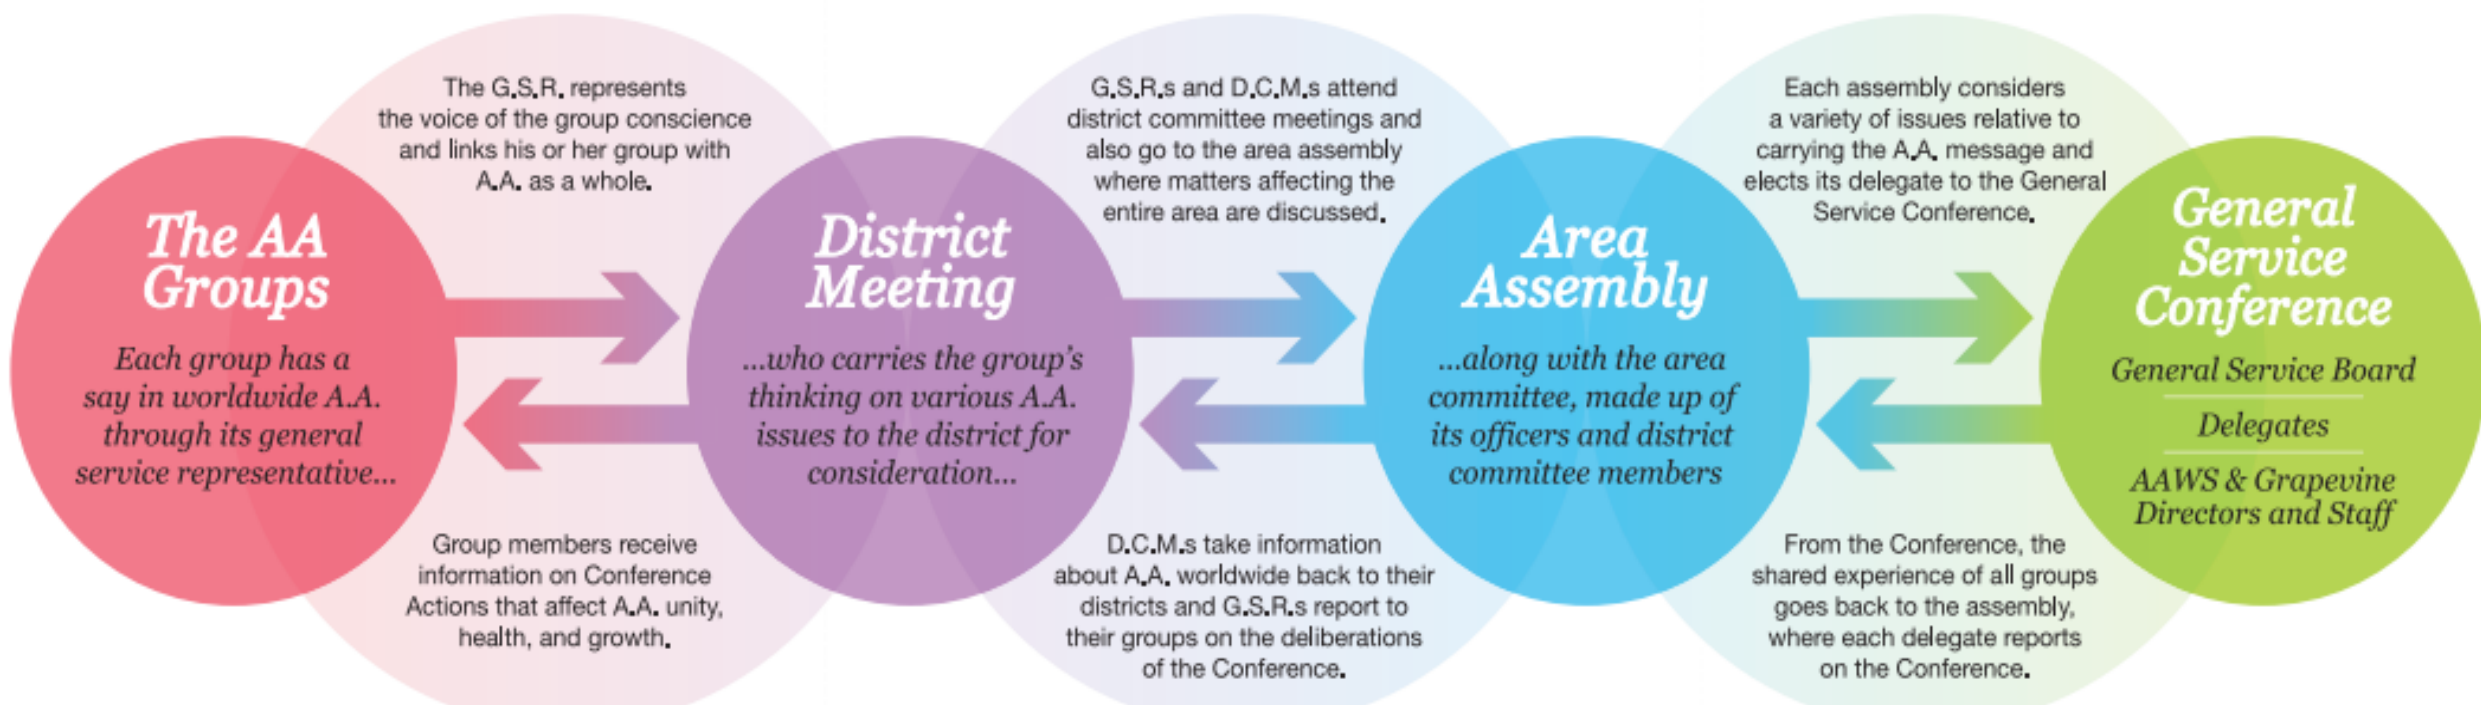 The G.S.R. represents
the voice of the group conscience
and links his or her group with
A.A. as a whole.
G.S.R.s and D.C.M.s attend
district committee meetings and
also go to the area assembly
where matters affecting the
entire area are discussed.
Each assembly considers
a variety of issues relative to
carrying the A.A. message and
elects its delegate to the General
Service Conference.
The AA
Groups
Each group has a
say in worldwide A.A.
through its general
service representative...
District
Meeting
...who carries the group's
thinking on various A.A.
issues to the district for
consideration...
Area
Assembly
...along with the area
committee, made up of
its officers and district
committee members
General
Service
Conference
General Service Board
Delegates
AAWS & Grapevine
Directors and Staff
Group members receive
information on Conference
Actions that affect A.A. unity,
health, and growth.
D.C.M.s take information
about A.A. worldwide back to their
districts and G.S.R.s report to
their groups on the deliberations
of the Conference.
From the Conference, the
shared experience of all groups
goes back to the assembly,
where each delegate reports
on the Conference.